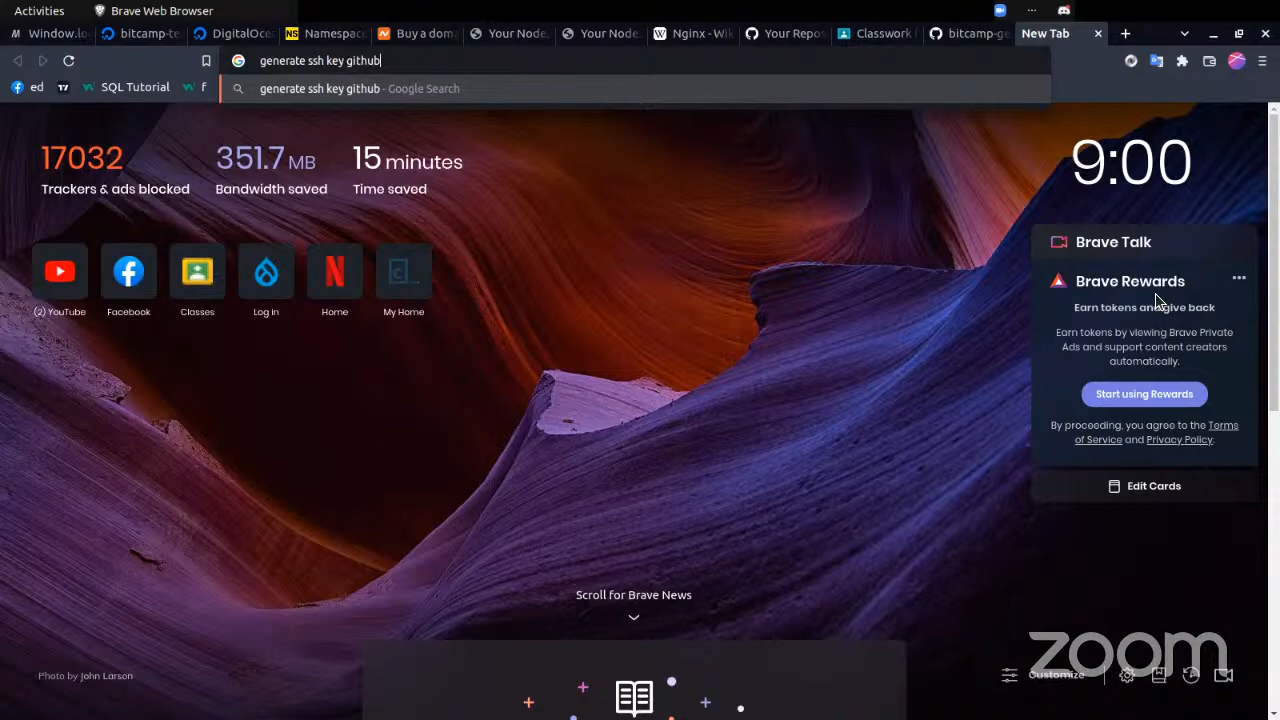 Activities
Brave Web Browser
Window.lo
bitcamp-te
DigitalOce
NS
Namespace
Buy a dom
Your Node.
Your Node.
W
Nginx - Wik
Your Repos
Classwork f
bitcamp-ge
New Tab
generate ssh key github
ed
SQL Tutorial
f
generate ssh key github - Google Search
17032
Trackers & ads blocked
351.7 MB
Bandwidth saved
15 minutes
Time saved
9:00
(2) YouTube
Facebook
Classes
Log in
Home
My Home
Brave Talk
Brave Rewards
Earn tokens and give back
Earn tokens by viewing Brave Private
Ads and support content creators
automatically.
Start using Rewards
By proceeding, you agree to the Terms
of Service and Privacy Policy.
Edit Cards
Scroll for Brave News
Photo by John Larson
Customize
zoom